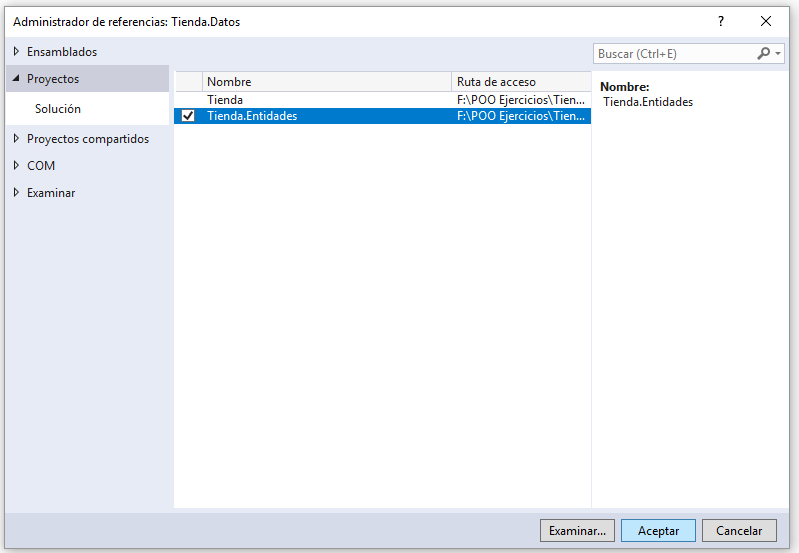 Administrador de referencias: Tienda.Datos
?
Ensamblados
Buscar (Ctrl+E)
Proyectos
Solución
Proyectos compartidos
COM
Examinar
Nombre Ruta de acceso
Tienda F:\POO Ejercicios\Tien...
Tienda.Entidades F:\POO Ejercicios\Tien...
Nombre:
Tienda.Entidades
Examinar... Aceptar Cancelar